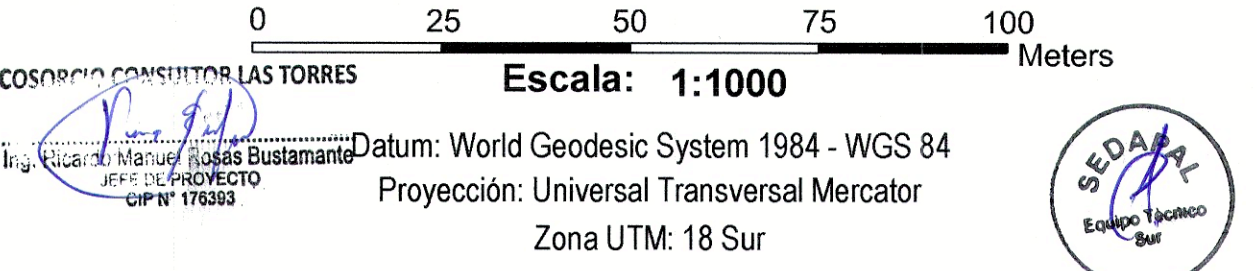 0 25 50 75 100
Meters
COSORCIO CONSULTOR LAS TORRES
Escala: 1:1000
Ing. Ricardo Manuel Rosas Bustamante
JEFE DE PROYECTO
CIP N° 176393
Datum: World Geodesic System 1984 - WGS 84
Proyección: Universal Transversal Mercator
Zona UTM: 18 Sur
SEDAPAL
Equipo Técnico
Sur